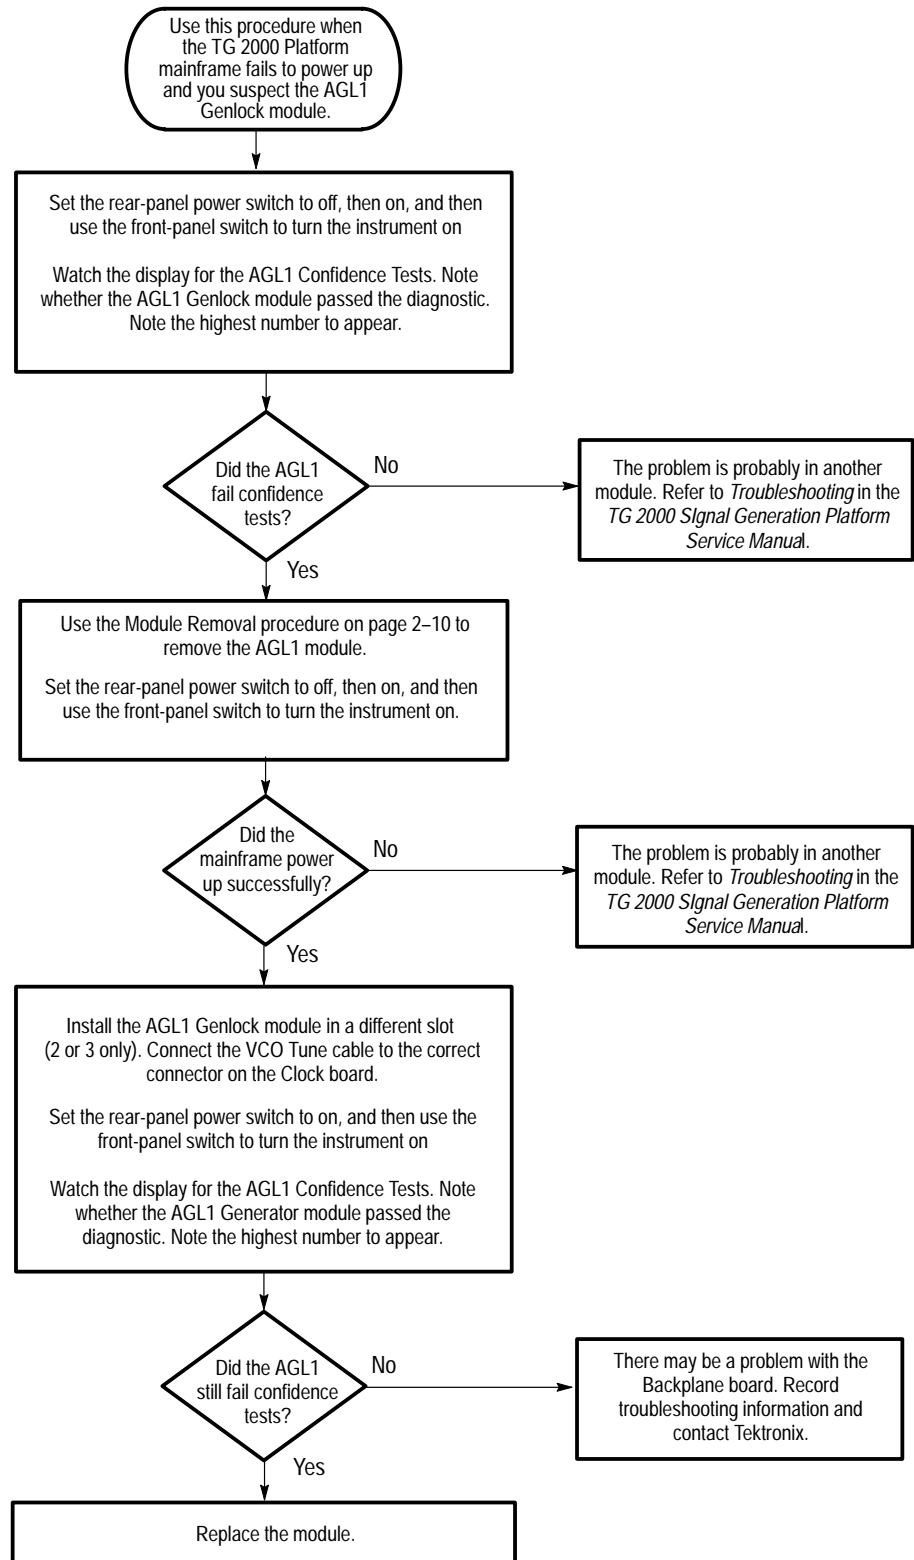 Use this procedure when
the TG 2000 Platform
mainframe fails to power up
and you suspect the AGL1
Genlock module.
Set the rear-panel power switch to off, then on, and then
use the front-panel switch to turn the instrument on
Watch the display for the AGL1 Confidence Tests. Note
whether the AGL1 Genlock module passed the diagnostic.
Note the highest number to appear.
Did the AGL1
fail confidence
tests?
No
The problem is probably in another
module. Refer to Troubleshooting in the
TG 2000 SIgnal Generation Platform
Service Manual.
Yes
Use the Module Removal procedure on page 2–10 to
remove the AGL1 module.
Set the rear-panel power switch to off, then on, and then
use the front-panel switch to turn the instrument on.
Did the
mainframe power
up successfully?
No
The problem is probably in another
module. Refer to Troubleshooting in the
TG 2000 SIgnal Generation Platform
Service Manual.
Yes
Install the AGL1 Genlock module in a different slot
(2 or 3 only). Connect the VCO Tune cable to the correct
connector on the Clock board.
Set the rear-panel power switch to on, and then use the
front-panel switch to turn the instrument on
Watch the display for the AGL1 Confidence Tests. Note
whether the AGL1 Generator module passed the
diagnostic. Note the highest number to appear.
Did the AGL1
still fail confidence
tests?
No
There may be a problem with the
Backplane board. Record
troubleshooting information and
contact Tektronix.
Yes
Replace the module.